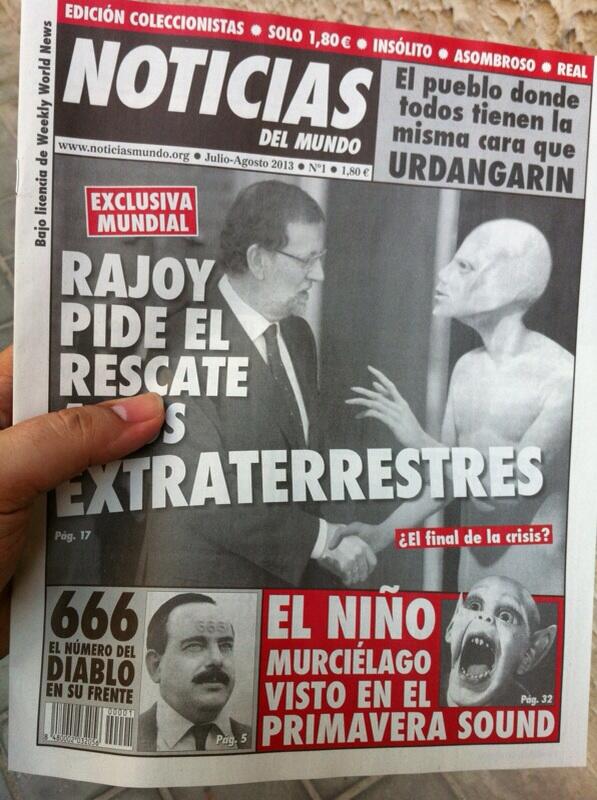 EDICIÓN COLECCIONISTAS ✹ SOLO 1,80 € ✹ INSÓLITO ✹ ASOMBROSO ✹ REAL
Bajo licencia de Weekly World News
NOTICIAS
DEL MUNDO
www.noticiasmundo.org ● Julio-Agosto 2013 ● Nº1 ● 1,80 €
El pueblo donde
todos tienen la
misma cara que
URDANGARIN
EXCLUSIVA
MUNDIAL
RAJOY
PIDE EL
RESCATE
EXTRATERRESTRES
Pág. 17
¿El final de la crisis?
666
EL NÚMERO DEL
DIABLO
EN SU FRENTE
00001
666
Pág. 5
EL NIÑO
MURCIÉLAGO
VISTO EN EL
PRIMAVERA SOUND
Pág. 32